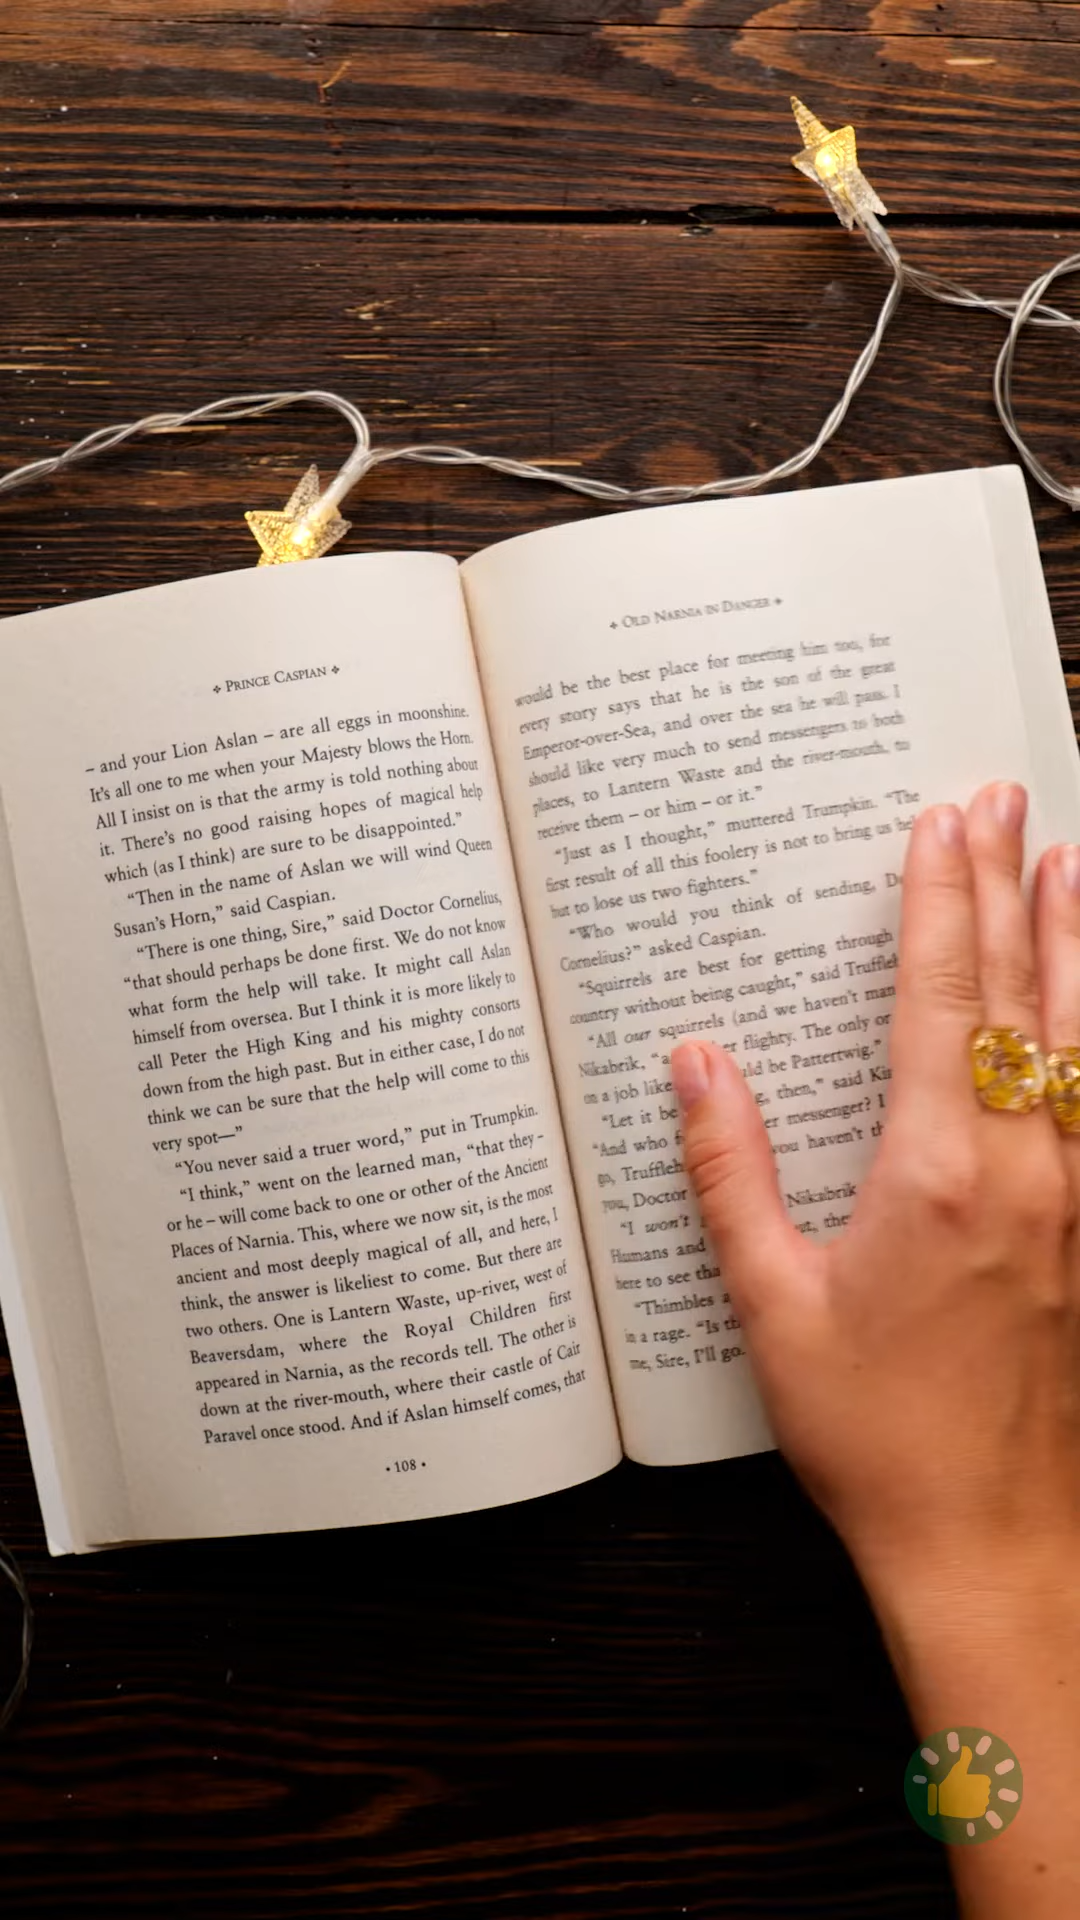 ❖ PRINCE CASPIAN ❖
– and your Lion Aslan – are all eggs in moonshine.
It's all one to me when your Majesty blows the Horn.
All I insist on is that the army is told nothing about
it. There's no good raising hopes of magical help
which (as I think) are sure to be disappointed."
"Then in the name of Aslan we will wind Queen
Susan's Horn," said Caspian.
"There is one thing, Sire," said Doctor Cornelius,
"that should perhaps be done first. We do not know
what form the help will take. It might call Aslan
himself from oversea. But I think it is more likely to
call Peter the High King and his mighty consorts
down from the high past. But in either case, I do not
think we can be sure that the help will come to this
very spot—"
"You never said a truer word," put in Trumpkin.
"I think," went on the learned man, "that they –
or he – will come back to one or other of the Ancient
Places of Narnia. This, where we now sit, is the most
ancient and most deeply magical of all, and here, I
think, the answer is likeliest to come. But there are
two others. One is Lantern Waste, up-river, west of
Beaversdam, where the Royal Children first
appeared in Narnia, as the records tell. The other is
down at the river-mouth, where their castle of Cair
Paravel once stood. And if Aslan himself comes, that
• 108 •
❖ OLD NARNIA IN DANGER ❖
would be the best place for meeting him too, for
every story says that he is the son of the great
Emperor-over-Sea, and over the sea he will pass. I
should like very much to send messengers to both
places, to Lantern Waste and the river-mouth, to
receive them – or him – or it."
"Just as I thought," muttered Trumpkin. "The
first result of all this foolery is not to bring us
but to lose us two fighters."
"Who would you think of sending,
Cornelius?" asked Caspian.
"Squirrels are best for getting through
country without being caught," said
"All our squirrels (and we haven't
Nikabrik, flighty. The only
on a job like be Pattertwig."
"Let it be then," said
"And who messenger? I
you haven't
go,
you, Doctor Nikabrik
"I won't
Humans and
here to see
"Thimbles
in a rage. "Is
me, Sire, I'll go.